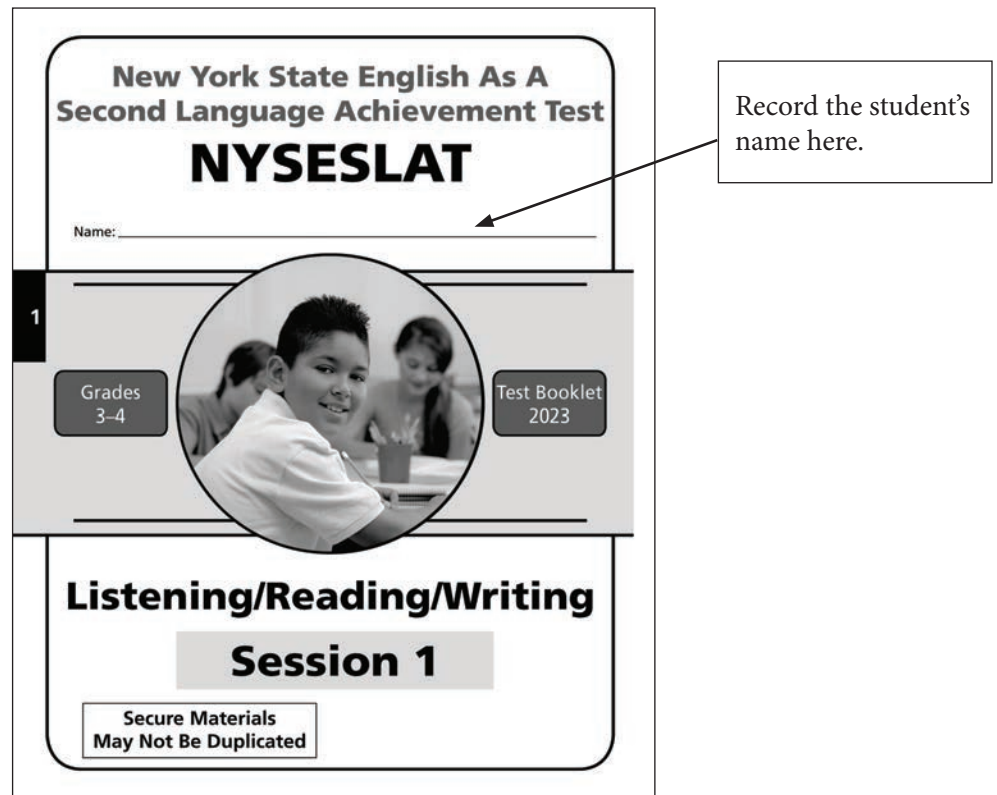 New York State English As A
Second Language Achievement Test
NYSESLAT
Name:
Record the student’s
name here.
1
Grades
3–4
Test Booklet
2023
Listening/Reading/Writing
Session 1
Secure Materials
May Not Be Duplicated